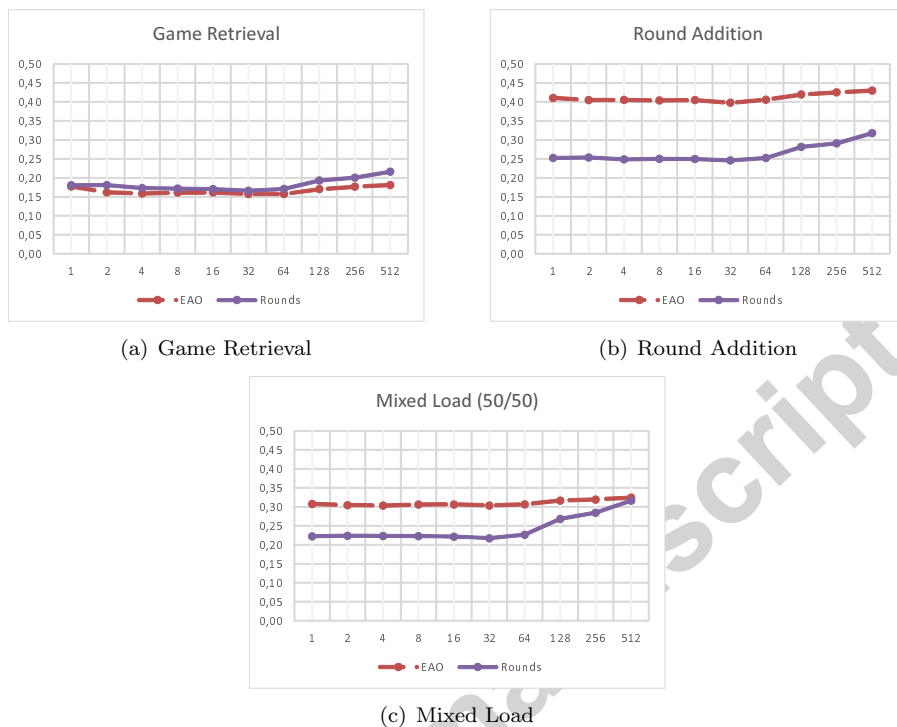 Game Retrieval
0,50
0,45
0,40
0,35
0,30
0,25
0,20
0,15
0,10
0,05
0,00
1 2 4 8 16 32 64 128 256 512
EAO Rounds
(a) Game Retrieval
Round Addition
0,50
0,45
0,40
0,35
0,30
0,25
0,20
0,15
0,10
0,05
0,00
1 2 4 8 16 32 64 128 256 512
EAO Rounds
(b) Round Addition
Mixed Load (50/50)
0,50
0,45
0,40
0,35
0,30
0,25
0,20
0,15
0,10
0,05
0,00
1 2 4 8 16 32 64 128 256 512
EAO Rounds
(c) Mixed Load